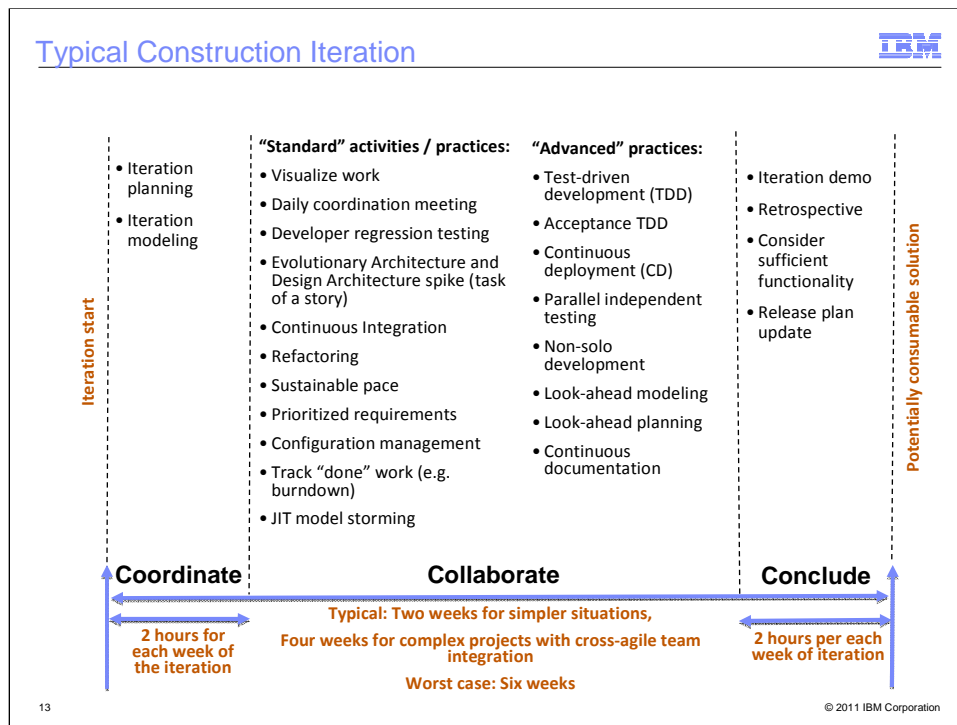 Typical Construction Iteration
IBM
Iteration start
• Iteration
planning
• Iteration
modeling
“Standard” activities / practices:
• Visualize work
• Daily coordination meeting
• Developer regression testing
• Evolutionary Architecture and
Design Architecture spike (task
of a story)
• Continuous Integration
• Refactoring
• Sustainable pace
• Prioritized requirements
• Configuration management
• Track “done” work (e.g.
burndown)
• JIT model storming
“Advanced” practices:
• Test-driven
development (TDD)
• Acceptance TDD
• Continuous
deployment (CD)
• Parallel independent
testing
• Non-solo
development
• Look-ahead modeling
• Look-ahead planning
• Continuous
documentation
• Iteration demo
• Retrospective
• Consider
sufficient
functionality
• Release plan
update
Potentially consumable solution
Coordinate
Collaborate
Conclude
2 hours for
each week of
the iteration
Typical: Two weeks for simpler situations,
Four weeks for complex projects with cross-agile team
integration
Worst case: Six weeks
2 hours per each
week of iteration
13
© 2011 IBM Corporation